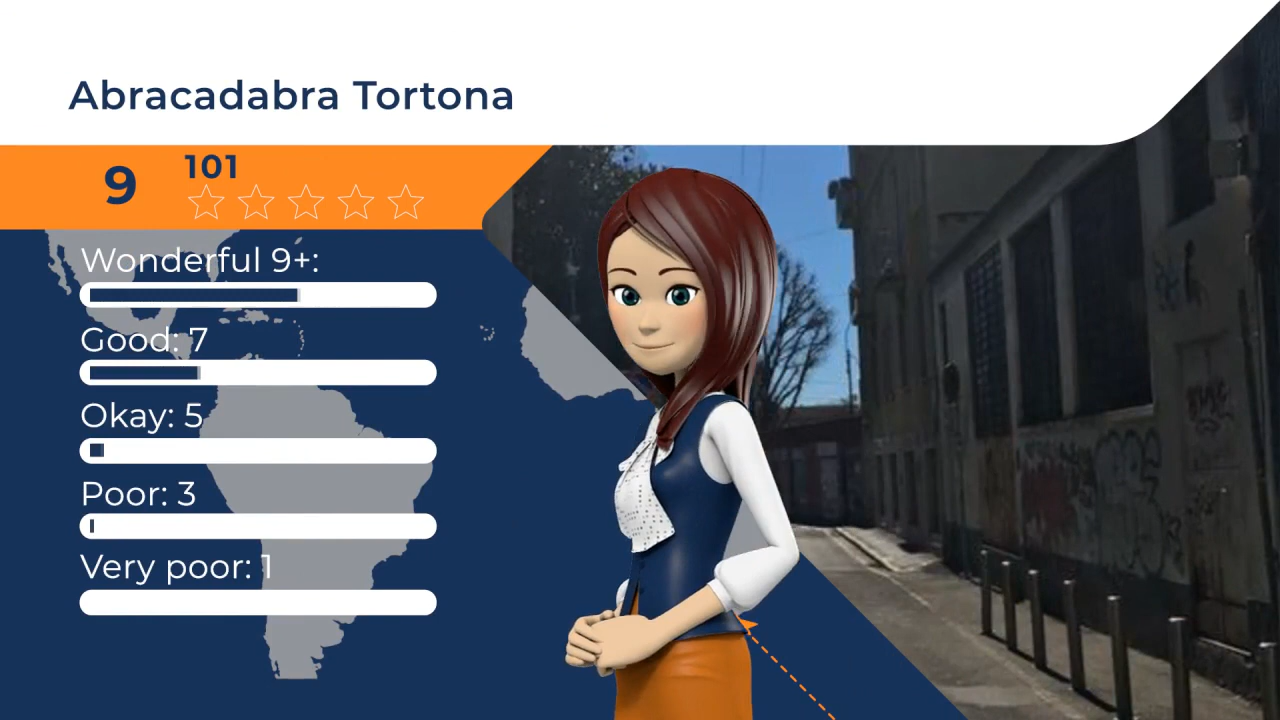 Abracadabra Tortona
9
101
Wonderful 9+:
Good: 7
Okay: 5
Poor: 3
Very poor: 1